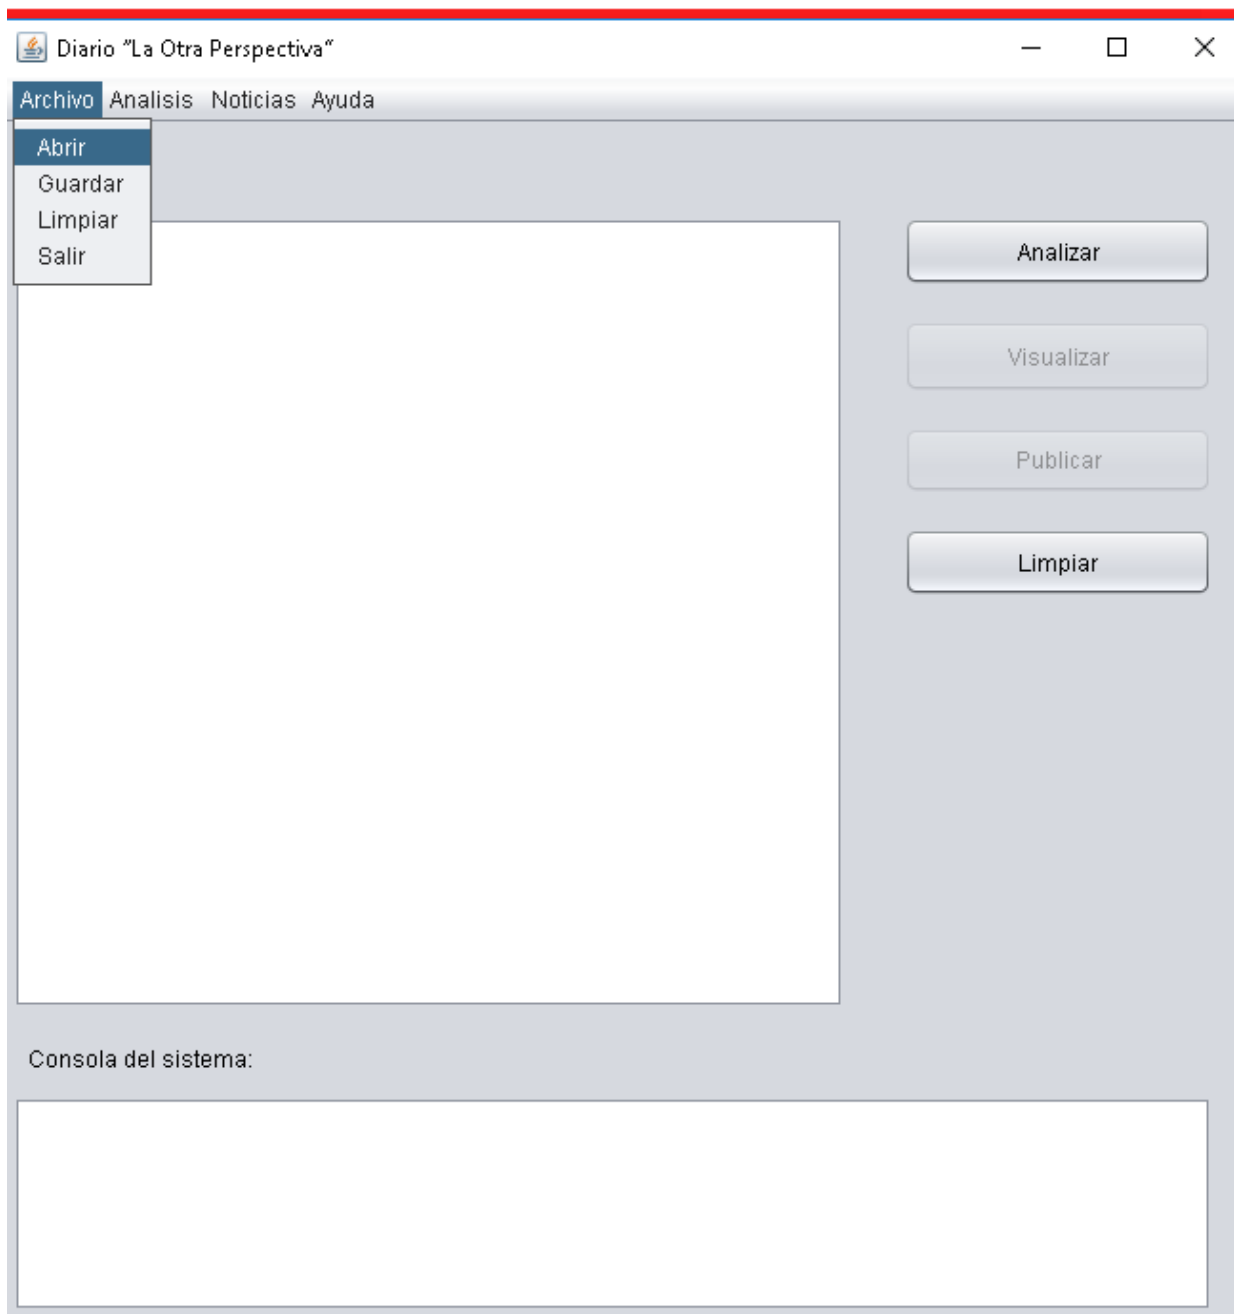 Diario "La Otra Perspectiva"
Archivo Analisis Noticias Ayuda
Abrir
Guardar
Limpiar
Salir
Analizar
Visualizar
Publicar
Limpiar
Consola del sistema: